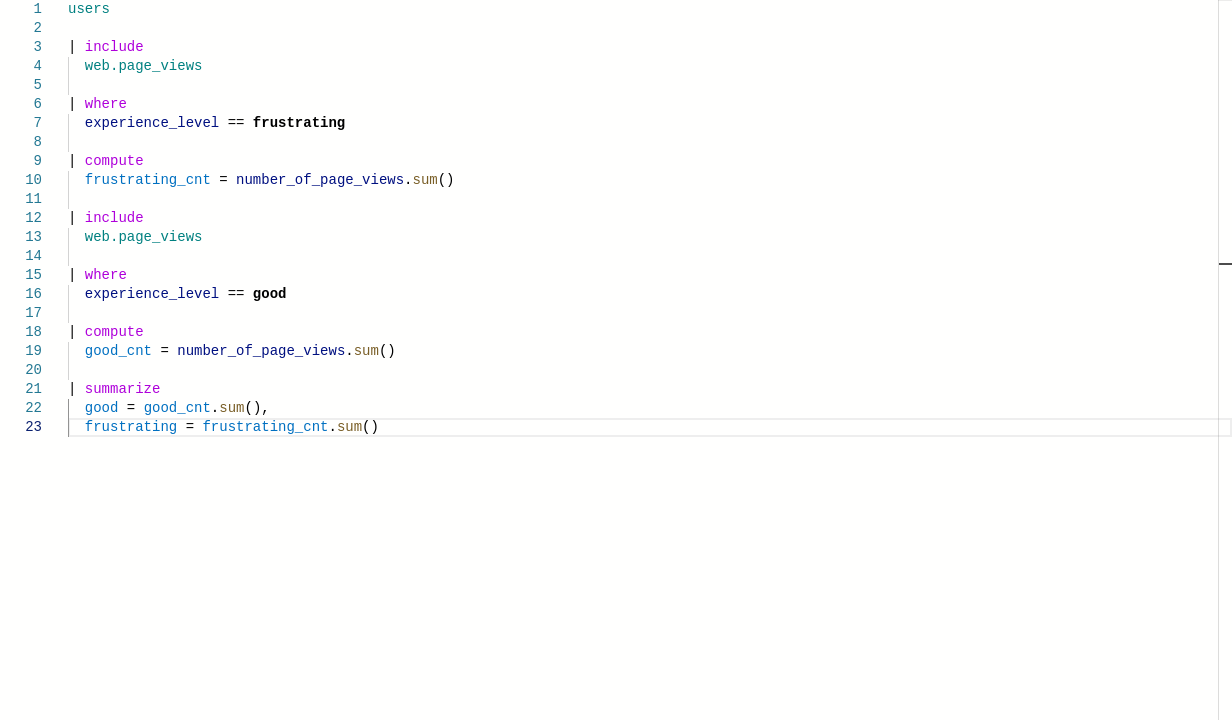 1 users
2
3 | include
4   web.page_views
5
6 | where
7   experience_level == frustrating
8
9 | compute
10   frustrating_cnt = number_of_page_views.sum()
11
12 | include
13   web.page_views
14
15 | where
16   experience_level == good
17
18 | compute
19   good_cnt = number_of_page_views.sum()
20
21 | summarize
22   good = good_cnt.sum(),
23   frustrating = frustrating_cnt.sum()